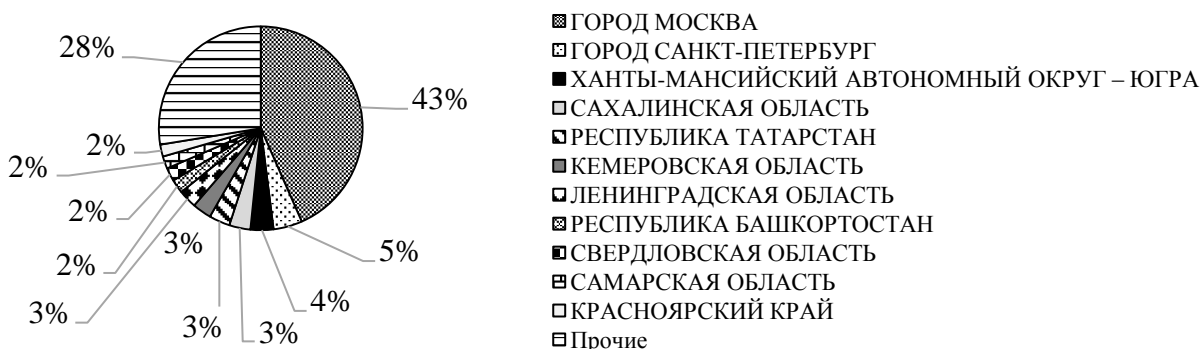 28%
43%
2%
2%
2%
2%
3%
3%
3%
3%
4%
5%
ГОРОД МОСКВА
ГОРОД САНКТ-ПЕТЕРБУРГ
ХАНТЫ-МАНСИЙСКИЙ АВТОНОМНЫЙ ОКРУГ – ЮГРА
САХАЛИНСКАЯ ОБЛАСТЬ
РЕСПУБЛИКА ТАТАРСТАН
КЕМЕРОВСКАЯ ОБЛАСТЬ
ЛЕНИНГРАДСКАЯ ОБЛАСТЬ
РЕСПУБЛИКА БАШКОРТОСТАН
СВЕРДЛОВСКАЯ ОБЛАСТЬ
САМАРСКАЯ ОБЛАСТЬ
КРАСНОЯРСКИЙ КРАЙ
Прочие